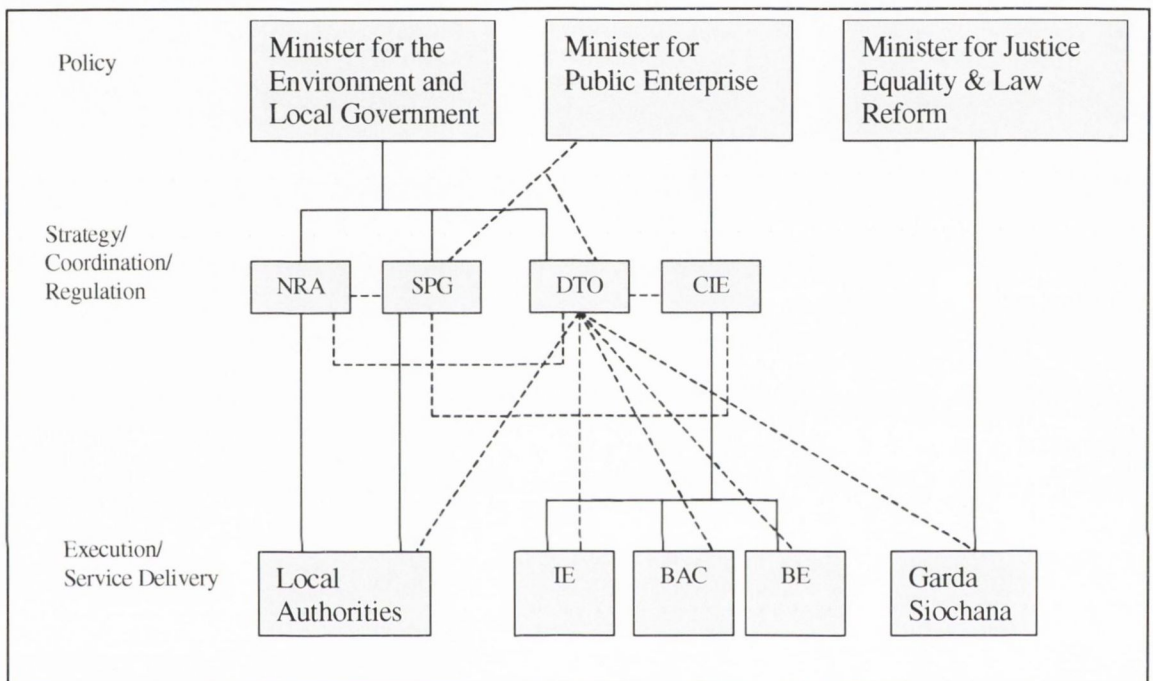 Policy
Minister for the
Environment and
Local Government
Minister for
Public Enterprise
Minister for Justice
Equality & Law
Reform
Strategy/
Coordination/
Regulation
NRA
SPG
DTO
CIE
Execution/
Service Delivery
Local
Authorities
IE
BAC
BE
Garda
Siochana